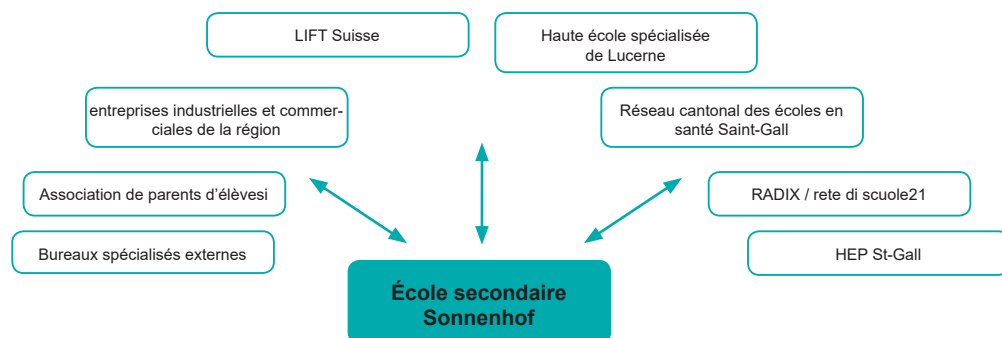 LIFT Suisse
Haute école spécialisée
de Lucerne
entreprises industrielles et commer-
ciales de la région
Réseau cantonal des écoles en
santé Saint-Gall
Association de parents d'élèvesi
RADIX / rete di scuole21
Bureaux spécialisés externes
HEP St-Gall
École secondaire
Sonnenhof